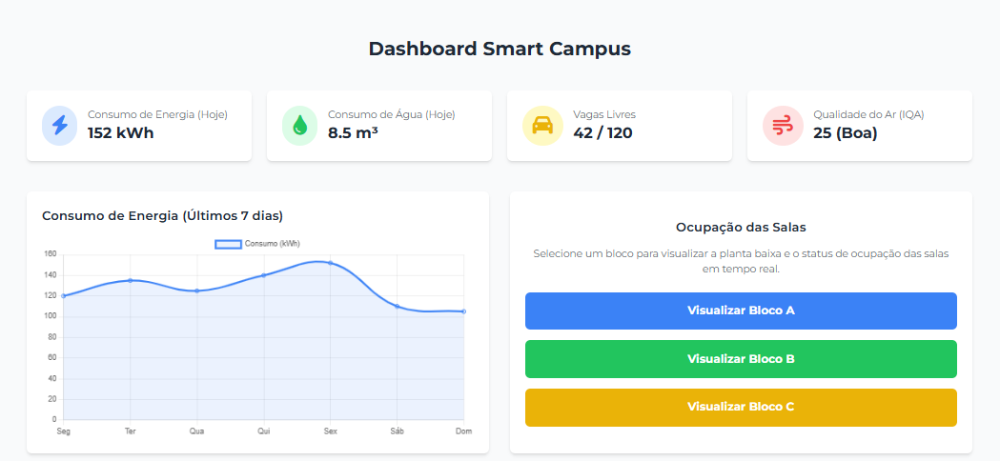 Dashboard Smart Campus
Consumo de Energia (Hoje)
152 kWh
Consumo de Água (Hoje)
8.5 m³
Vagas Livres
42 / 120
Qualidade do Ar (IQA)
25 (Boa)
Consumo de Energia (Últimos 7 dias)
Consumo (kWh)
160
140
120
100
80
60
40
20
0
Seg Ter Qua Qui Sex Sáb Dom
Ocupação das Salas
Selecione um bloco para visualizar a planta baixa e o status de ocupação das salas
em tempo real.
Visualizar Bloco A
Visualizar Bloco B
Visualizar Bloco C